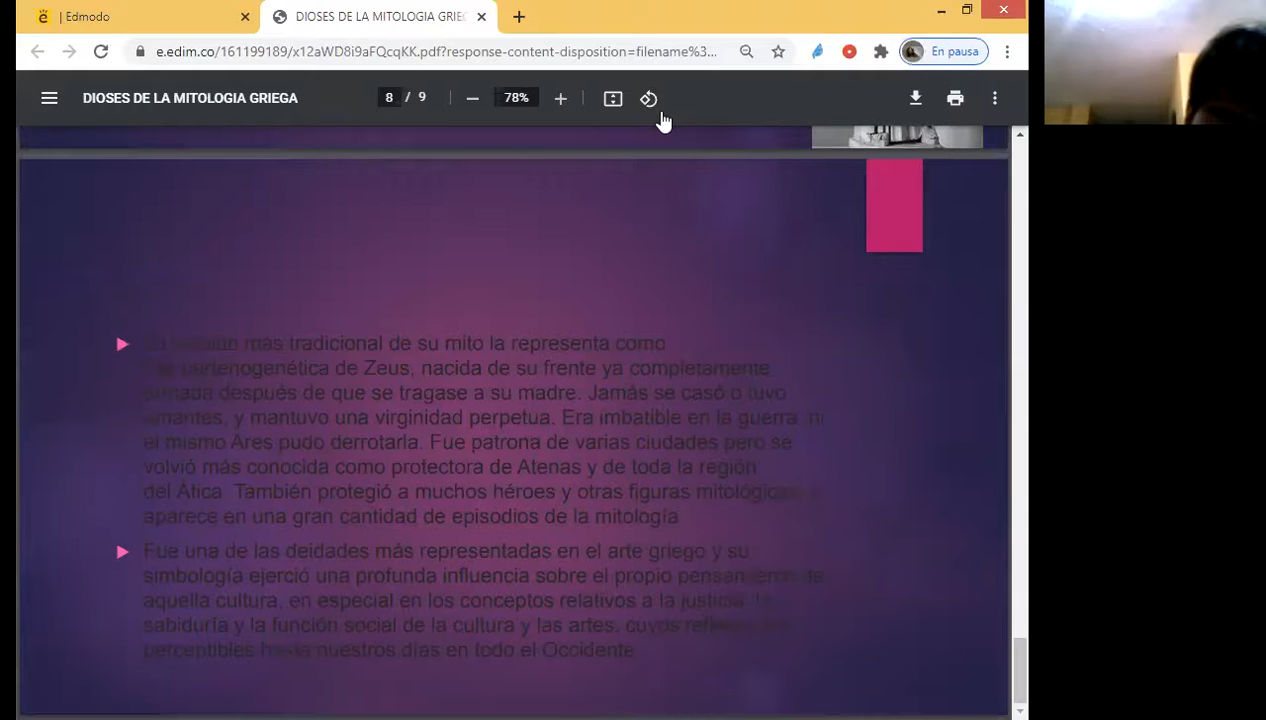 | Edmodo
DIOSES DE LA MITOLOGIA GRIEG
e.edim.co/161199189/x12aWD8i9aFQcqKK.pdf?response-content-disposition=filename%3...
En pausa
DIOSES DE LA MITOLOGIA GRIEGA
8 / 9
78%
más tradicional de su mito la representa como
partenogenética de Zeus, nacida de su frente ya completamente
armada después de que se tragase a su madre. Jamás se casó o tuvo
amantes, y mantuvo una virginidad perpetua. Era imbatible en la guerra, ni
el mismo Ares pudo derrotarla. Fue patrona de varias ciudades pero se
volvió más conocida como protectora de Atenas y de toda la región
del Ática. También protegió a muchos héroes y otras figuras mitológicas
aparece en una gran cantidad de episodios de la mitología
Fue una de las deidades más representadas en el arte griego y su
simbología ejerció una profunda influencia sobre el propio pensamiento de
aquella cultura, en especial en los conceptos relativos a la justicia, la
sabiduría y la función social de la cultura y las artes, cuyos
perceptibles hasta nuestros días en todo el Occidente